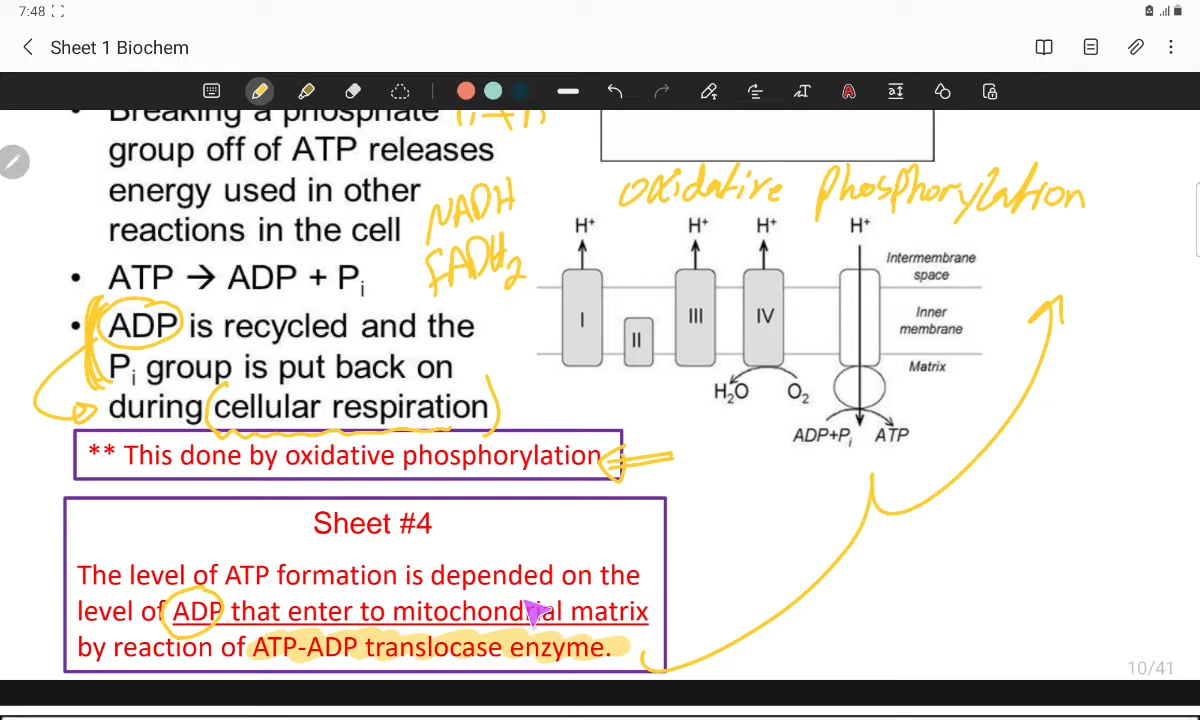 7:48
Sheet 1 Biochem
• Breaking a phosphate
group off of ATP releases
energy used in other
reactions in the cell
• ATP → ADP + Pi
• ADP is recycled and the
Pi group is put back on
during cellular respiration
** This done by oxidative phosphorylation
Sheet #4
The level of ATP formation is depended on the
level of ADP that enter to mitochondrial matrix
by reaction of ATP-ADP translocase enzyme.
NADH
FADH2
oxidative phosphorylation
H+ H+ H+ H+
Intermembrane
space
I II III IV
Inner
membrane
Matrix
H2O O2
ADP+Pi ATP
10/41